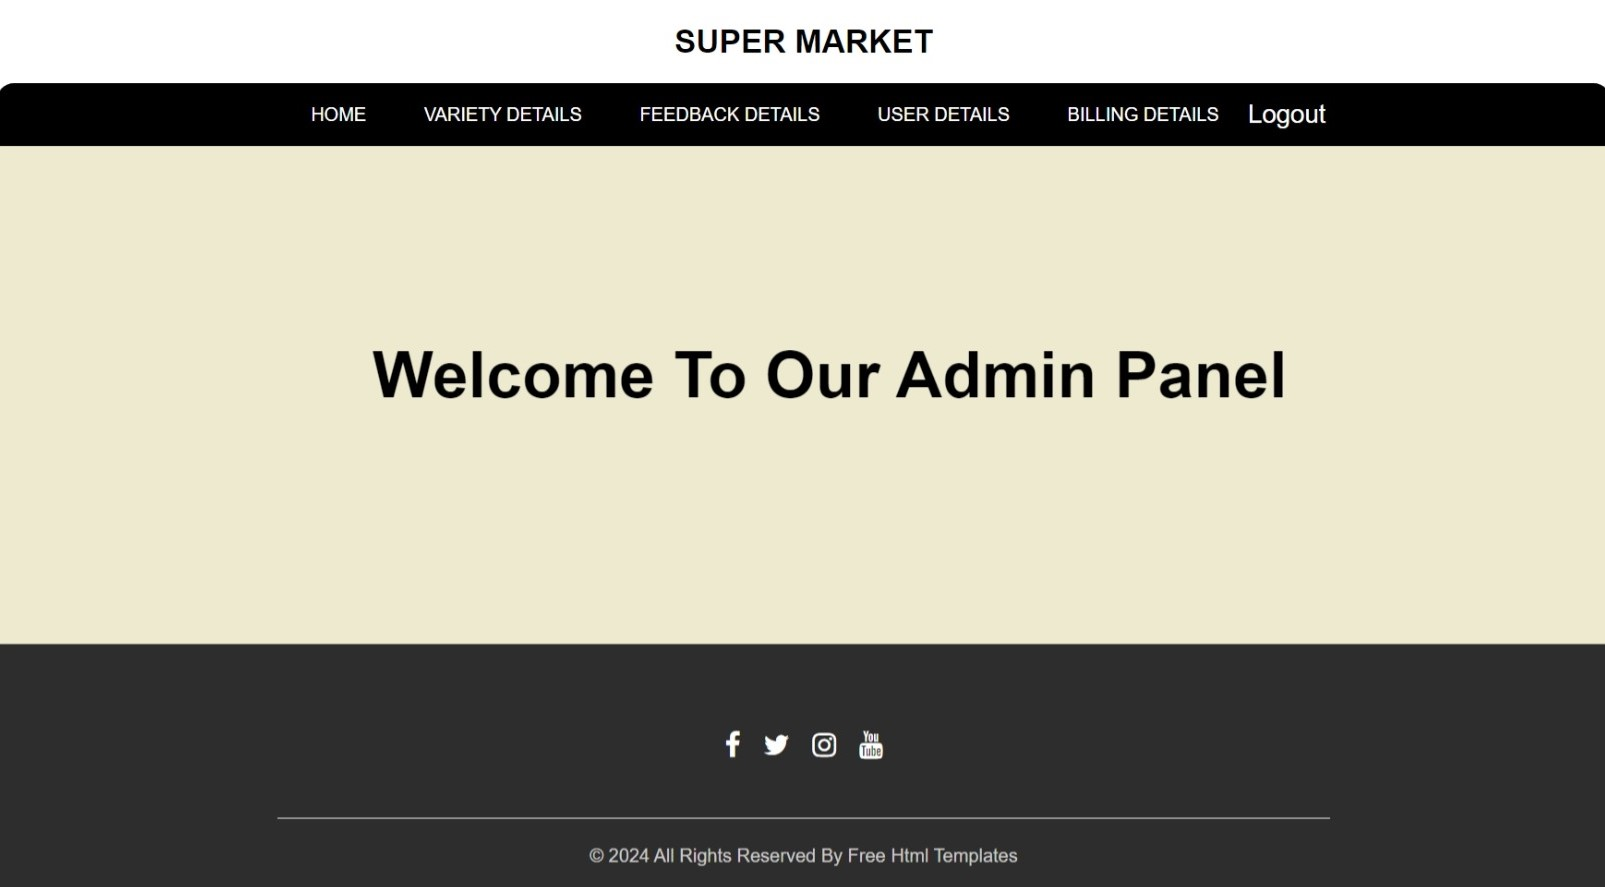 SUPER MARKET
HOME VARIETY DETAILS FEEDBACK DETAILS USER DETAILS BILLING DETAILS Logout
Welcome To Our Admin Panel
You
Tube
© 2024 All Rights Reserved By Free Html Templates